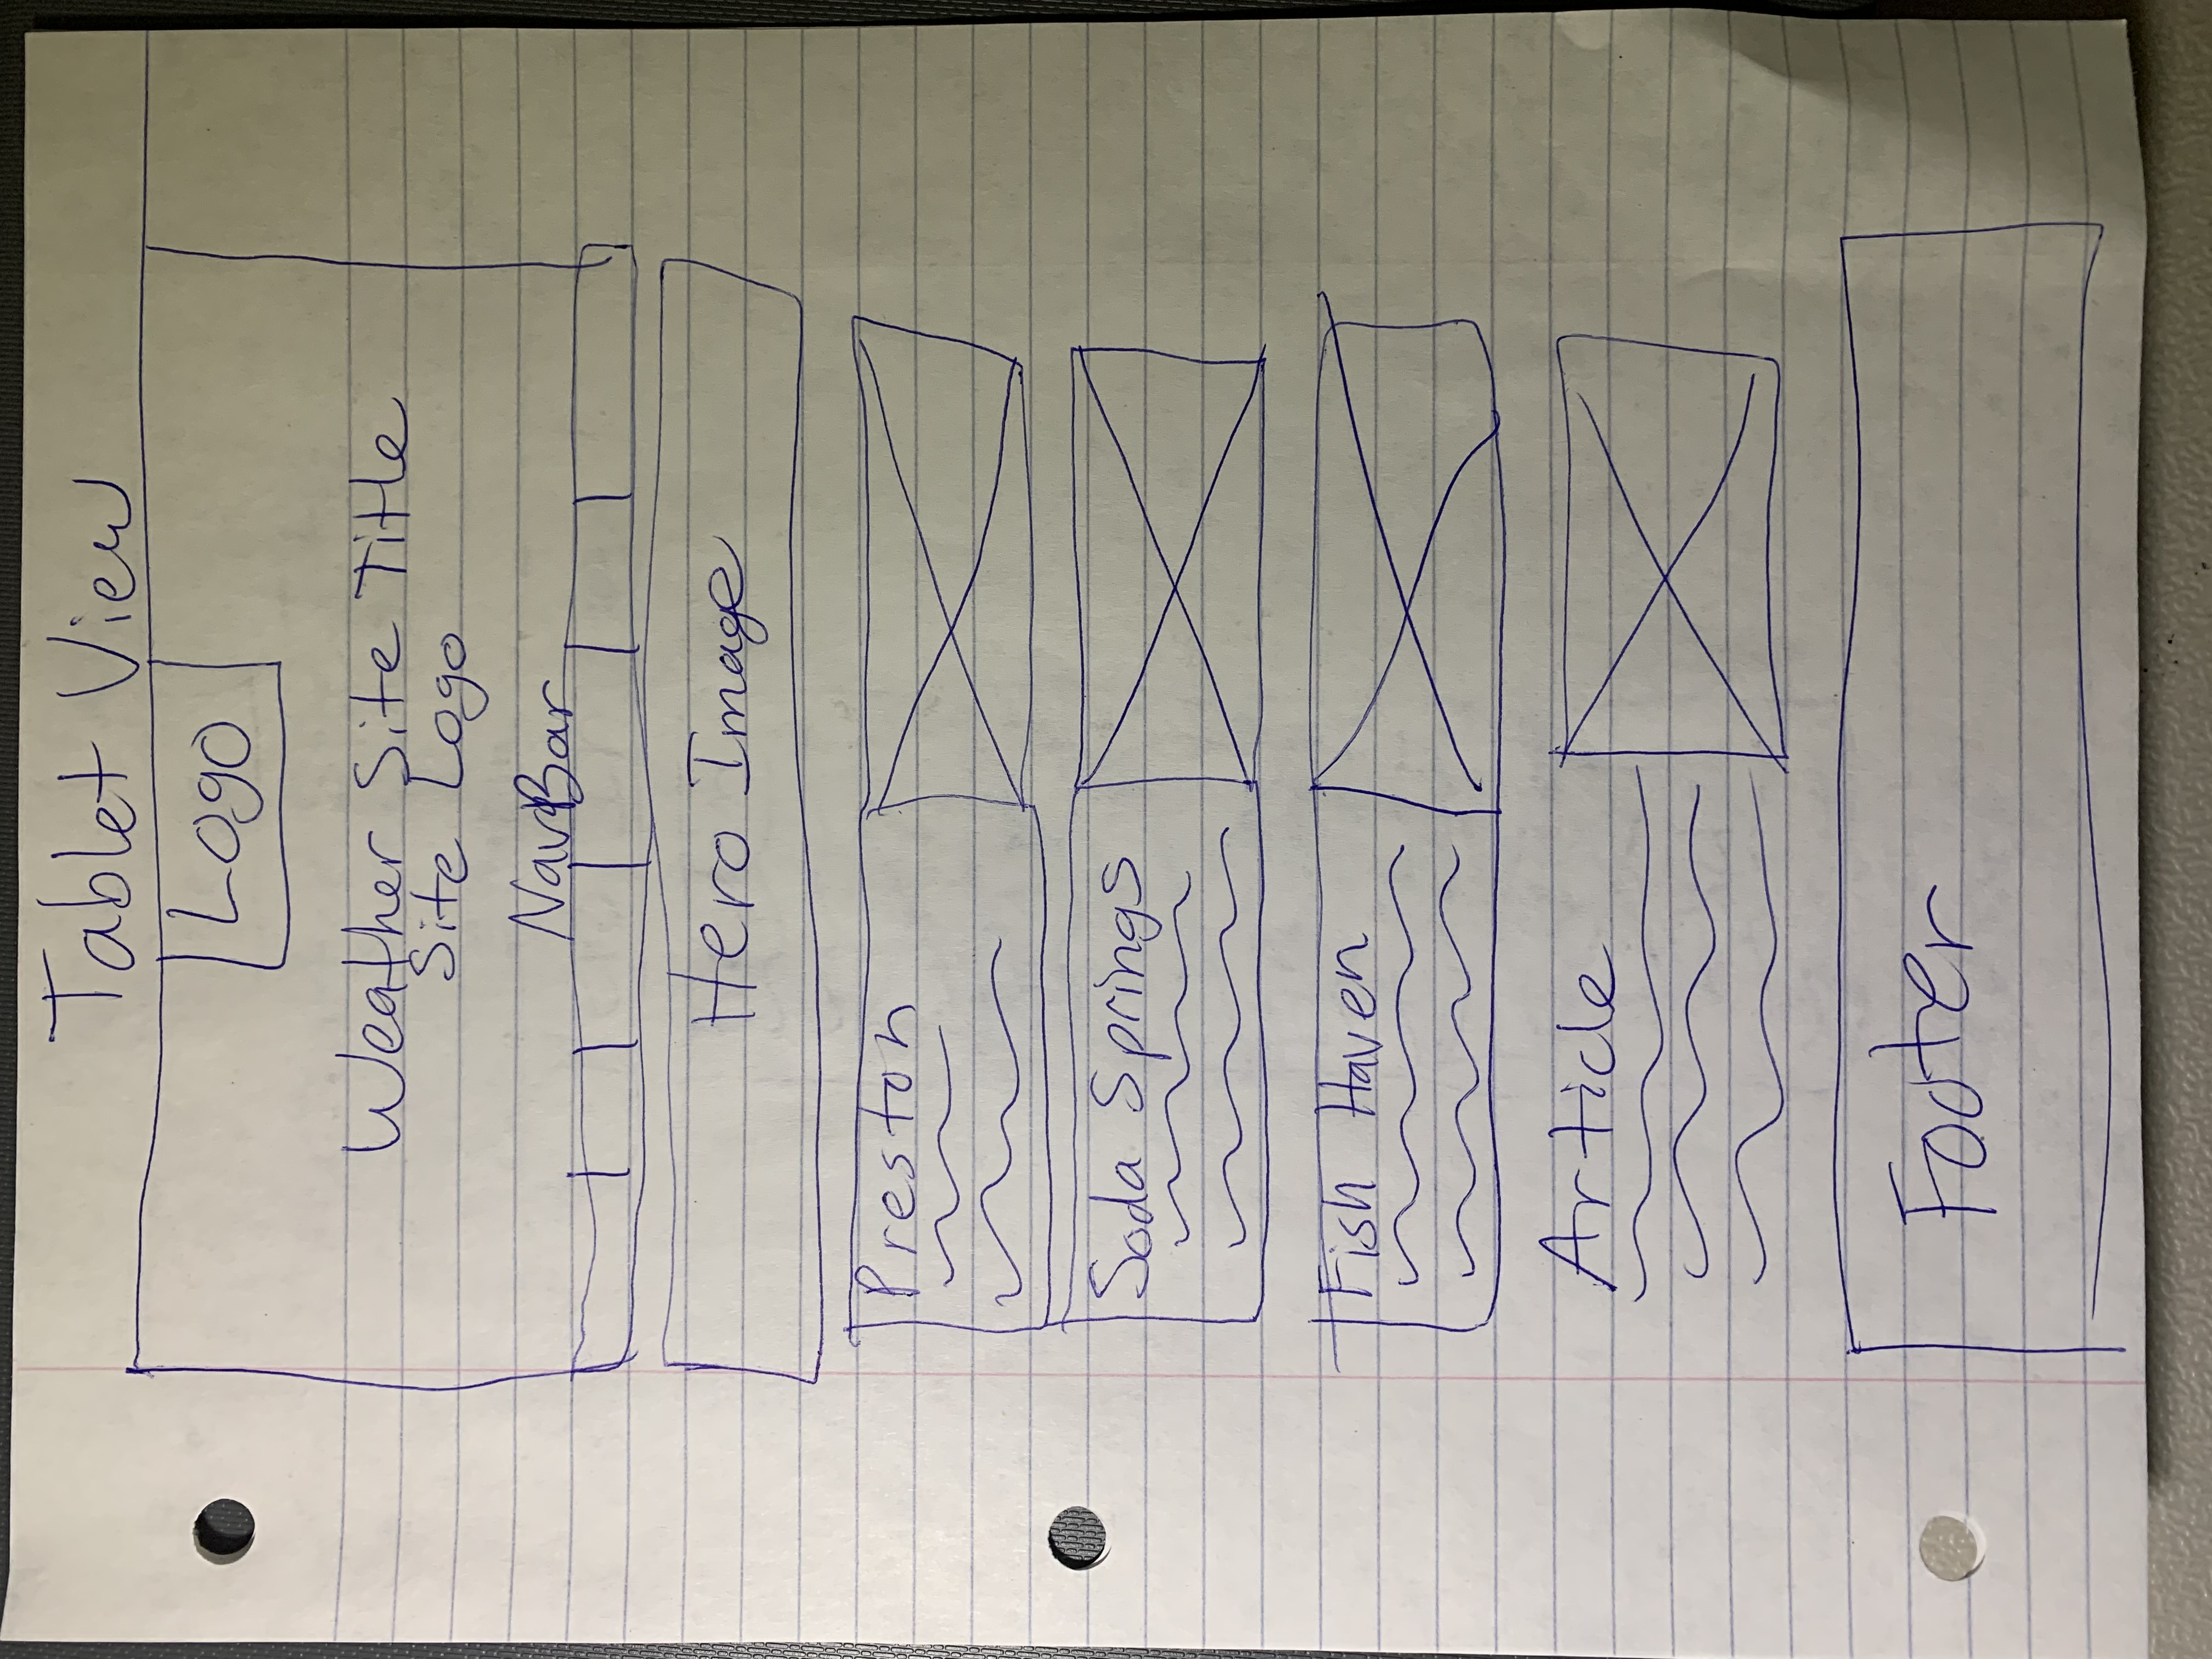 Tablet View
Logo
Weather Site Title
Site Logo
NavBar
Hero Image
Preston
Soda Springs
Fish Haven
Article
Footer